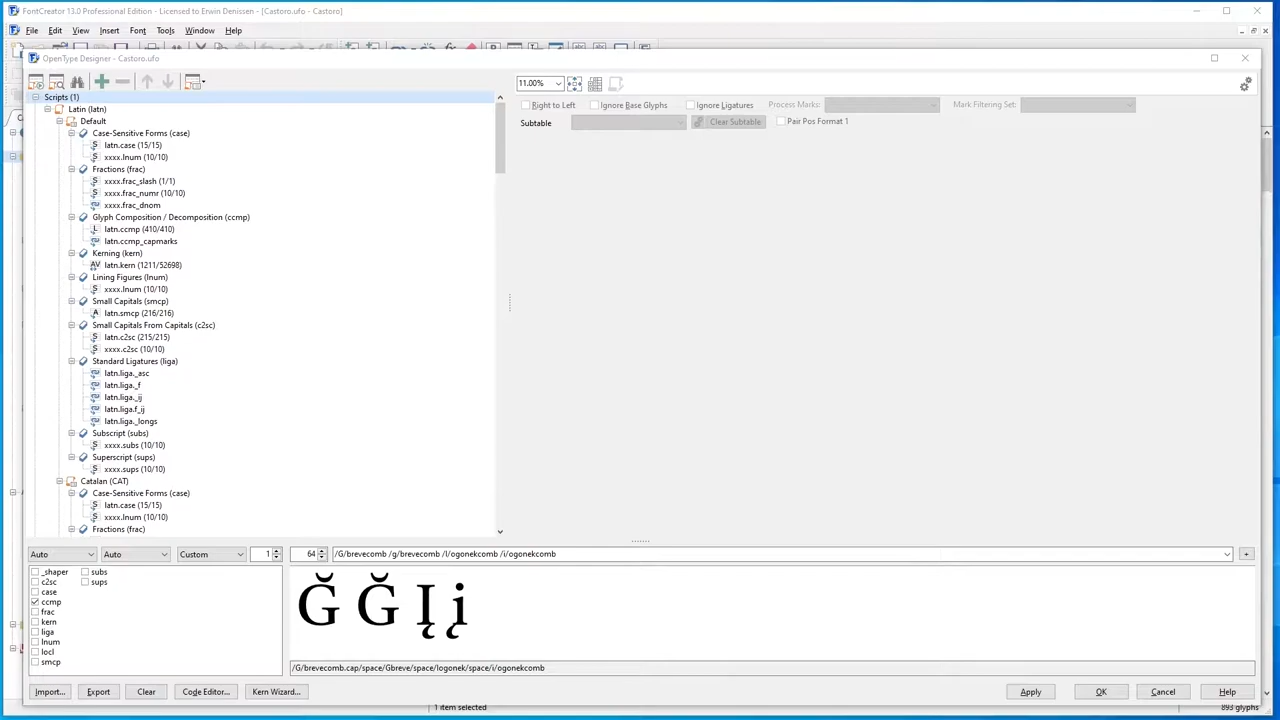 FontCreator 13.0 Professional Edition - Licensed to Erwin Denissen - [Castoro.ufo - Castoro]
File Edit View Insert Font Tools Window Help
OpenType Designer - Castoro.ufo
11.00%
Scripts (1)
Right to Left Ignore Base Glyphs Ignore Ligatures Process Marks: Mark Filtering Set:
Subtable Clear Subtable Pair Pos Format 1
Latin (latn)
Default
Case-Sensitive Forms (case)
latn.case (15/15)
xxxx.lnum (10/10)
Fractions (frac)
xxxx.frac_slash (1/1)
xxxx.frac_numr (10/10)
xxxx.frac_dnom
Glyph Composition / Decomposition (ccmp)
latn.ccmp (410/410)
latn.ccmp_capmarks
Kerning (kern)
latn.kern (1211/52698)
Lining Figures (lnum)
xxxx.lnum (10/10)
Small Capitals (smcp)
latn.smcp (216/216)
Small Capitals From Capitals (c2sc)
latn.c2sc (215/215)
xxxx.c2sc (10/10)
Standard Ligatures (liga)
latn.liga._asc
latn.liga._f
latn.liga._ij
latn.liga.f_ij
latn.liga._longs
Subscript (subs)
xxxx.subs (10/10)
Superscript (sups)
xxxx.sups (10/10)
Catalan (CAT)
Case-Sensitive Forms (case)
latn.case (15/15)
xxxx.lnum (10/10)
Fractions (frac)
Auto Auto Custom 1 64 /G/brevecomb /g/brevecomb /I/ogonekcomb /i/ogonekcomb +
_shaper subs
c2sc sups
case
ccmp
frac
kern
liga
lnum
locl
smcp
Ğ Ğ Į į
/G/brevecomb.cap/space/Gbreve/space/Iogonek/space/i/ogonekcomb
Import... Export Clear Code Editor... Kern Wizard... Apply OK Cancel Help
1 item selected 893 glyphs